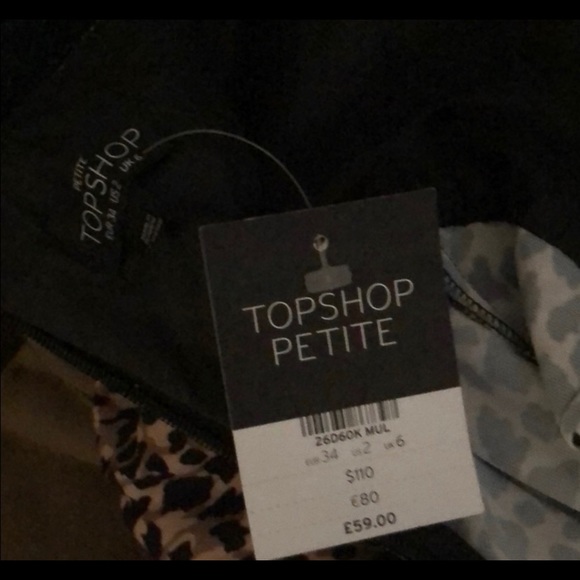 PETITE
TOPSHOP
EUR 34 US 2 UK 6
TOPSHOP
PETITE
26D60K MUL
EUR 34 US 2 UK 6
$110
€80
£59.00